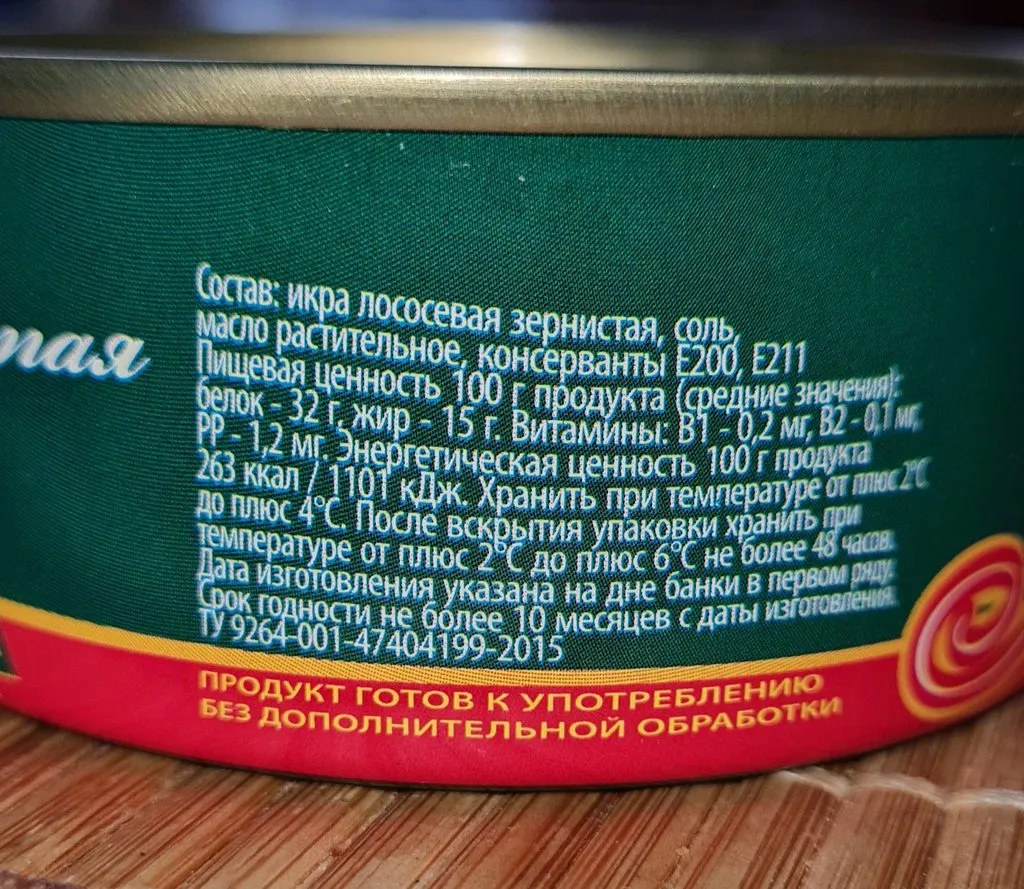 тая
Состав: икра лососевая зернистая, соль,
масло растительное, консерванты Е200, Е211
Пищевая ценность 100 г продукта (средние значения):
белок - 32 г, жир - 15 г. Витамины: В1 - 0,2 мг, В2 - 0,1 мг,
РР - 1,2 мг. Энергетическая ценность 100 г продукта
263 ккал / 1101 кДж. Хранить при температуре от плюс 2°С
до плюс 4°С. После вскрытия упаковки хранить при
температуре от плюс 2°С до плюс 6°С не более 48 часов.
Дата изготовления указана на дне банки в первом ряду.
Срок годности не более 10 месяцев с даты изготовления.
ТУ 9264-001-47404199-2015
ПРОДУКТ ГОТОВ К УПОТРЕБЛЕНИЮ
БЕЗ ДОПОЛНИТЕЛЬНОЙ ОБРАБОТКИ